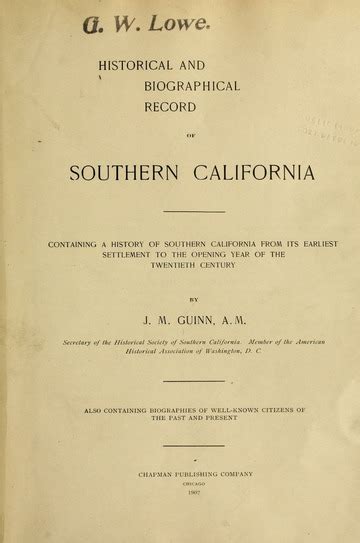 G. W. Lowe.
HISTORICAL AND
BIOGRAPHICAL
RECORD
OF
SOUTHERN CALIFORNIA
CONTAINING A HISTORY OF SOUTHERN CALIFORNIA FROM ITS EARLIEST
SETTLEMENT TO THE OPENING YEAR OF THE
TWENTIETH CENTURY
BY
J. M. GUINN, A. M.
Secretary of the Historical Society of Southern California. Member of the American
Historical Association of Washington, D. C
ALSO CONTAINING BIOGRAPHIES OF WELL-KNOWN CITIZENS OF
THE PAST AND PRESENT
CHAPMAN PUBLISHING COMPANY
CHICAGO
1902